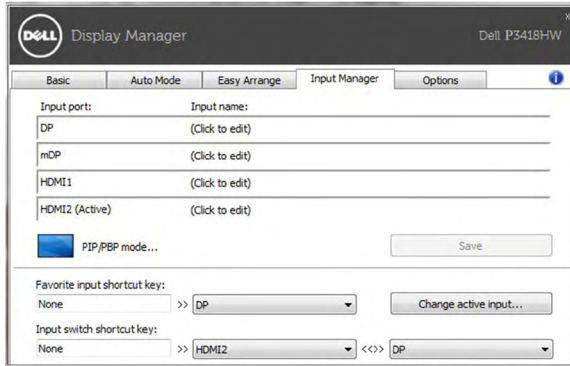 x
DELL Display Manager Dell P3418HW
Basic Auto Mode Easy Arrange Input Manager Options i
Input port: Input name:
DP (Click to edit)
mDP (Click to edit)
HDMI1 (Click to edit)
HDMI2 (Active) (Click to edit)
PIP/PBP mode... Save
Favorite input shortcut key:
None >> DP Change active input...
Input switch shortcut key:
None >> HDMI2 <<>> DP